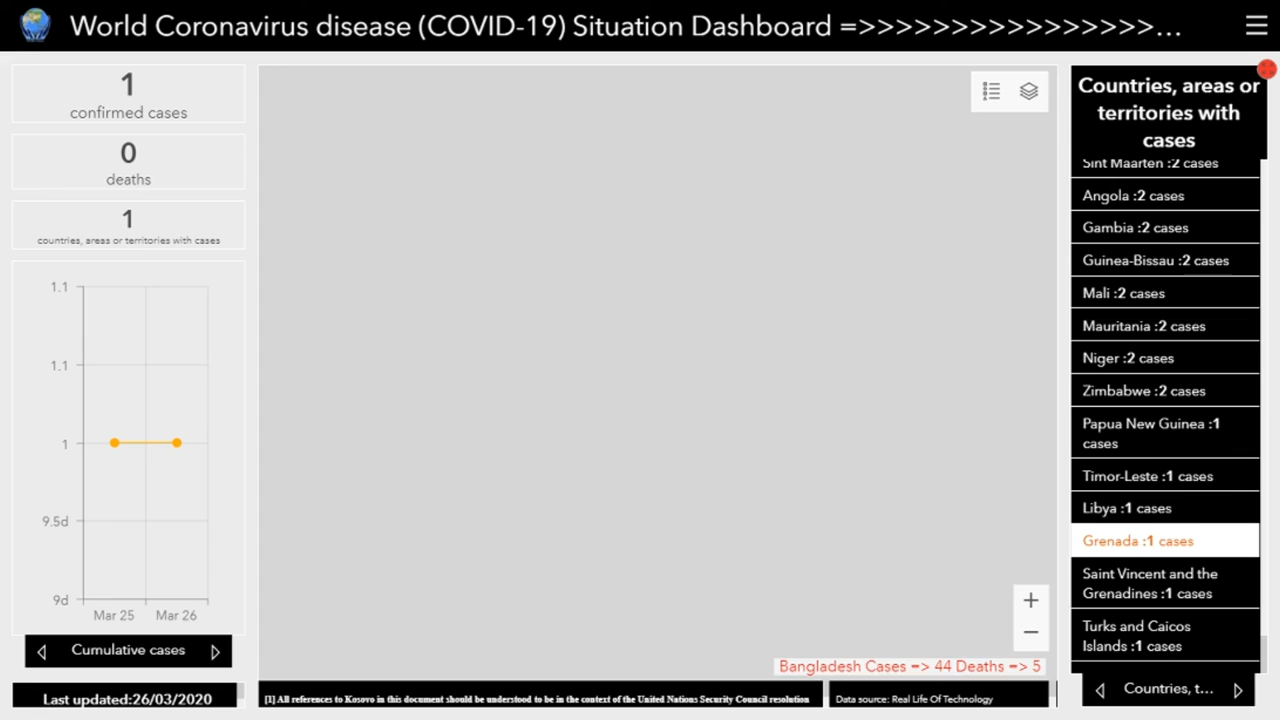 World Coronavirus disease (COVID-19) Situation Dashboard =>>>>>>>>>>>>>>>>>...
1
confirmed cases
0
deaths
1
countries, areas or territories with cases
1.1
1.1
1
9.5d
9d
Mar 25 Mar 26
Cumulative cases
Last updated:26/03/2020
Bangladesh Cases => 44 Deaths => 5
[1] All references to Kosovo in this document should be understood to be in the context of the United Nations Security Council resolution
Data source: Real Life Of Technology
Countries, areas or
territories with
cases
Sint Maarten :2 cases
Angola :2 cases
Gambia :2 cases
Guinea-Bissau :2 cases
Mali :2 cases
Mauritania :2 cases
Niger :2 cases
Zimbabwe :2 cases
Papua New Guinea :1
cases
Timor-Leste :1 cases
Libya :1 cases
Grenada :1 cases
Saint Vincent and the
Grenadines :1 cases
Turks and Caicos
Islands :1 cases
Countries, t...